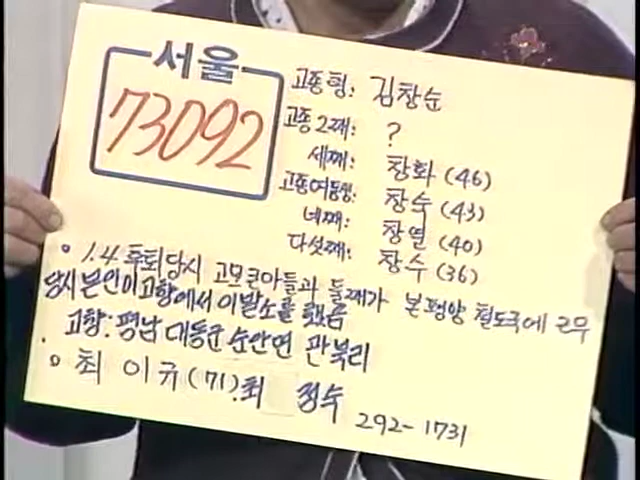 서울
73092
고종형: 김창순
고종2째: ?
세째: 창화 (46)
고종여동생: 창숙 (43)
네째: 창열 (40)
다섯째: 창수 (36)
o 1.4 후퇴당시 고모큰아들과 둘째가 본평양 철도국에 근무
당시 본인이 고향에서 이발소를 했음
고향: 평남 대동군 순안면 관북리
o 최 이규 (71). 최 정숙 292-1731